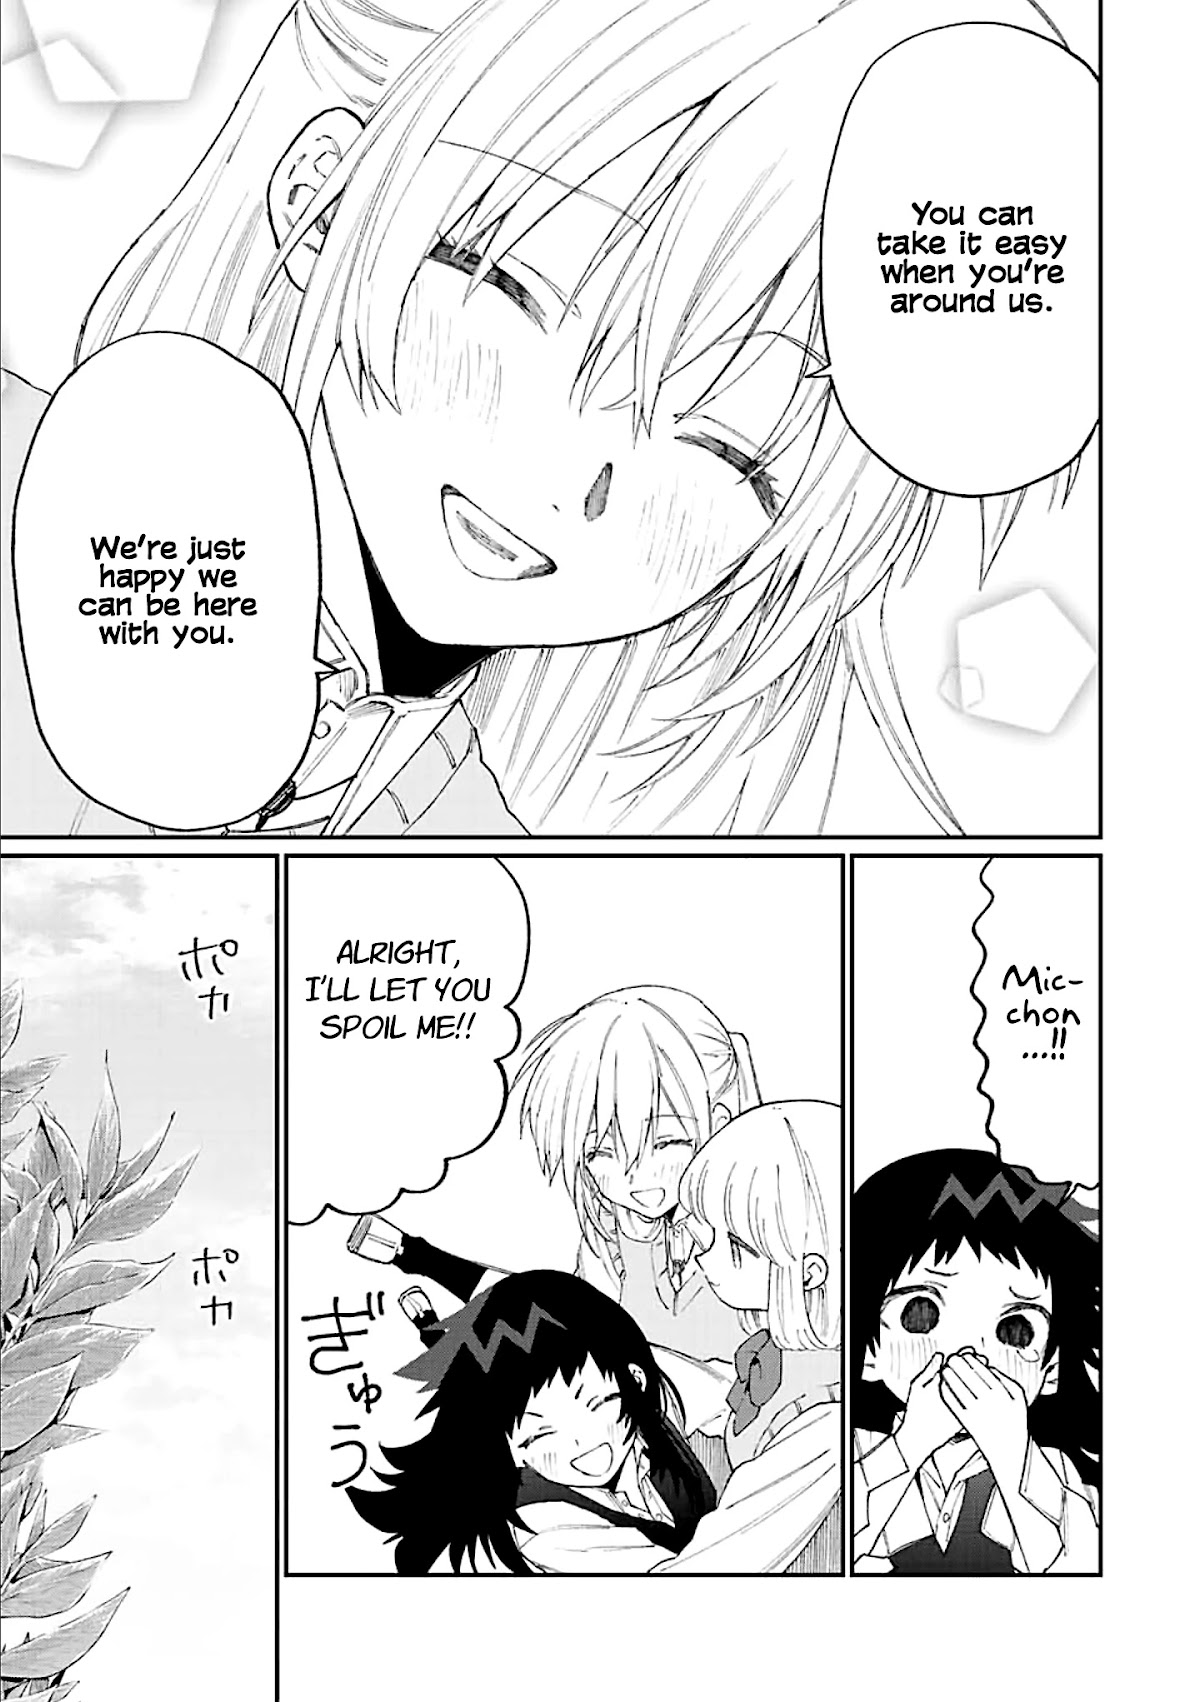 You can
take it easy
when you're
around us.
We're just
happy we
can be here
with you.
Mic-
chon
...!!
ALRIGHT,
I'LL LET YOU
SPOIL ME!!
ぎゅう
ポカ
ポカ